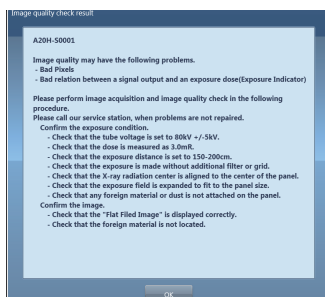 Image quality check result
A20H-S0001
Image quality may have the following problems.
- Bad Pixels
- Bad relation between a signal output and an exposure dose(Exposure Indicator)
Please perform image acquisition and image quality check in the following
procedure.
Please call our service station, when problems are not repaired.
Confirm the exposure condition.
- Check that the tube voltage is set to 80kV +/-5kV.
- Check that the dose is measured as 3.0mR.
- Check that the exposure distance is set to 150-200cm.
- Check that the exposure is made without additional filter or grid.
- Check that the X-ray radiation center is aligned to the center of the panel.
- Check that the exposure field is expanded to fit to the panel size.
- Check that any foreign material or dust is not attached on the panel.
Confirm the image.
- Check that the "Flat Filed Image" is displayed correctly.
- Check that the foreign material is not located.
OK